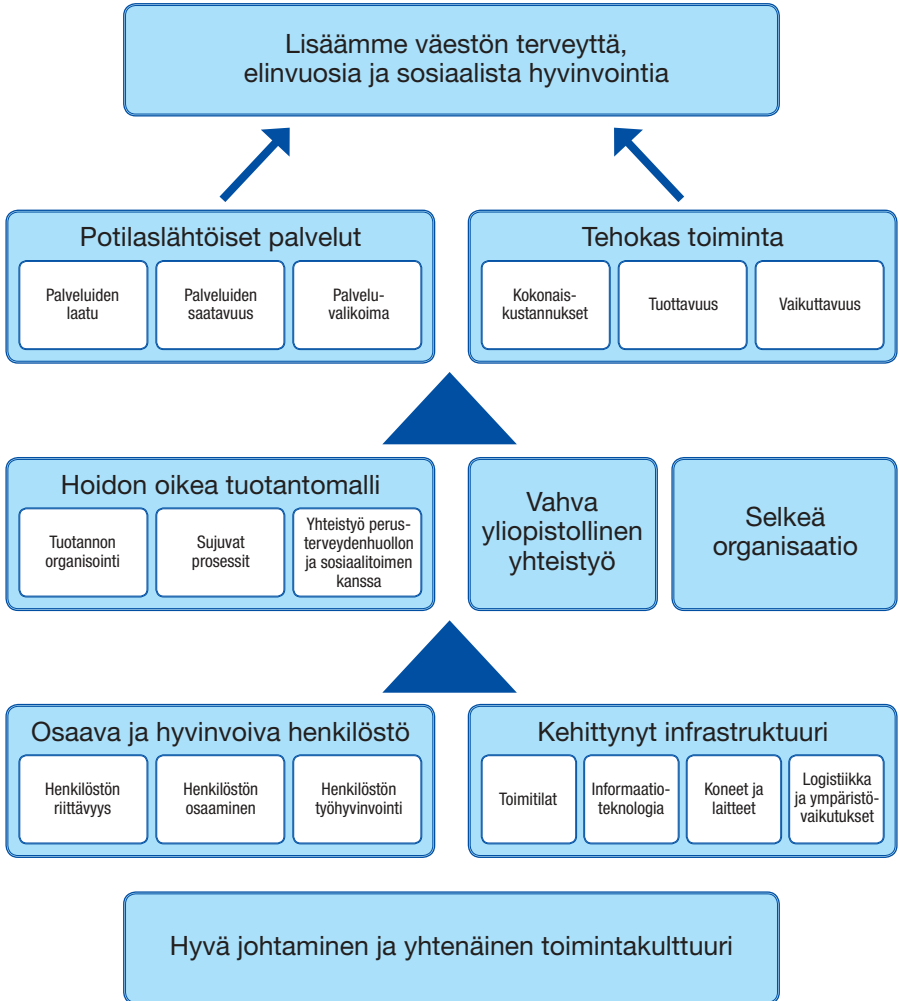 Lisäämme väestön terveyttä,
elinvuosia ja sosiaalista hyvinvointia
Potilaslähtöiset palvelut
Palveluiden
laatu
Palveluiden
saatavuus
Palvelu-
valikoima
Tehokas toiminta
Kokonais-
kustannukset
Tuottavuus
Vaikuttavuus
Hoidon oikea tuotantomalli
Tuotannon
organisointi
Sujuvat
prosessit
Yhteistyö perus-
terveydenhuollon
ja sosiaalitoimen
kanssa
Vahva
yliopistollinen
yhteistyö
Selkeä
organisaatio
Osaava ja hyvinvoiva henkilöstö
Henkilöstön
riittävyys
Henkilöstön
osaaminen
Henkilöstön
työhyvinvointi
Kehittynyt infrastruktuuri
Toimitilat
Informaatio-
teknologia
Koneet ja
laitteet
Logistiikka
ja ympäristö-
vaikutukset
Hyvä johtaminen ja yhtenäinen toimintakulttuuri